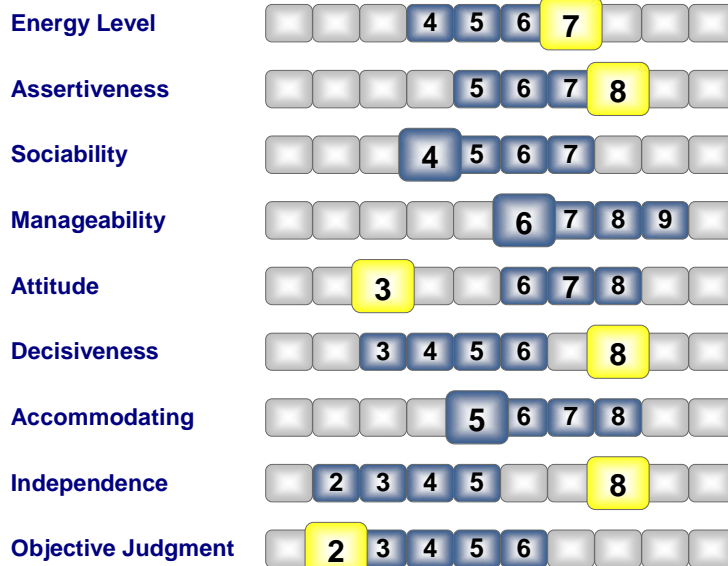 Energy Level 4 5 6 7
Assertiveness 5 6 7 8
Sociability 4 5 6 7
Manageability 6 7 8 9
Attitude 3 6 7 8
Decisiveness 3 4 5 6 8
Accommodating 5 6 7 8
Independence 2 3 4 5 8
Objective Judgment 2 3 4 5 6